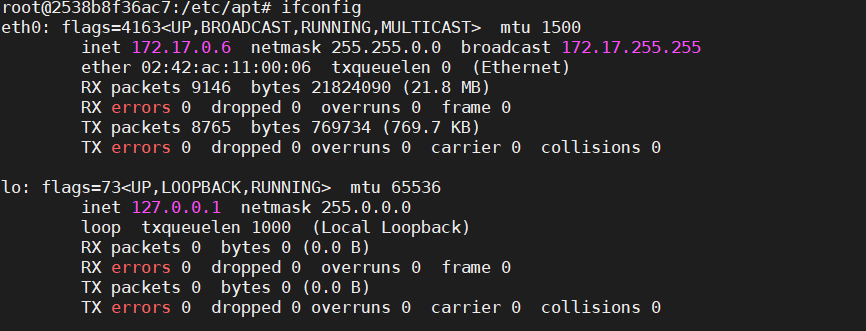 root@2538b8f36ac7:/etc/apt# ifconfig
eth0: flags=4163<UP,BROADCAST,RUNNING,MULTICAST>  mtu 1500
        inet 172.17.0.6  netmask 255.255.0.0  broadcast 172.17.255.255
        ether 02:42:ac:11:00:06  txqueuelen 0  (Ethernet)
        RX packets 9146  bytes 21824090 (21.8 MB)
        RX errors 0  dropped 0  overruns 0  frame 0
        TX packets 8765  bytes 769734 (769.7 KB)
        TX errors 0  dropped 0 overruns 0  carrier 0  collisions 0

lo: flags=73<UP,LOOPBACK,RUNNING>  mtu 65536
        inet 127.0.0.1  netmask 255.0.0.0
        loop  txqueuelen 1000  (Local Loopback)
        RX packets 0  bytes 0 (0.0 B)
        RX errors 0  dropped 0  overruns 0  frame 0
        TX packets 0  bytes 0 (0.0 B)
        TX errors 0  dropped 0 overruns 0  carrier 0  collisions 0